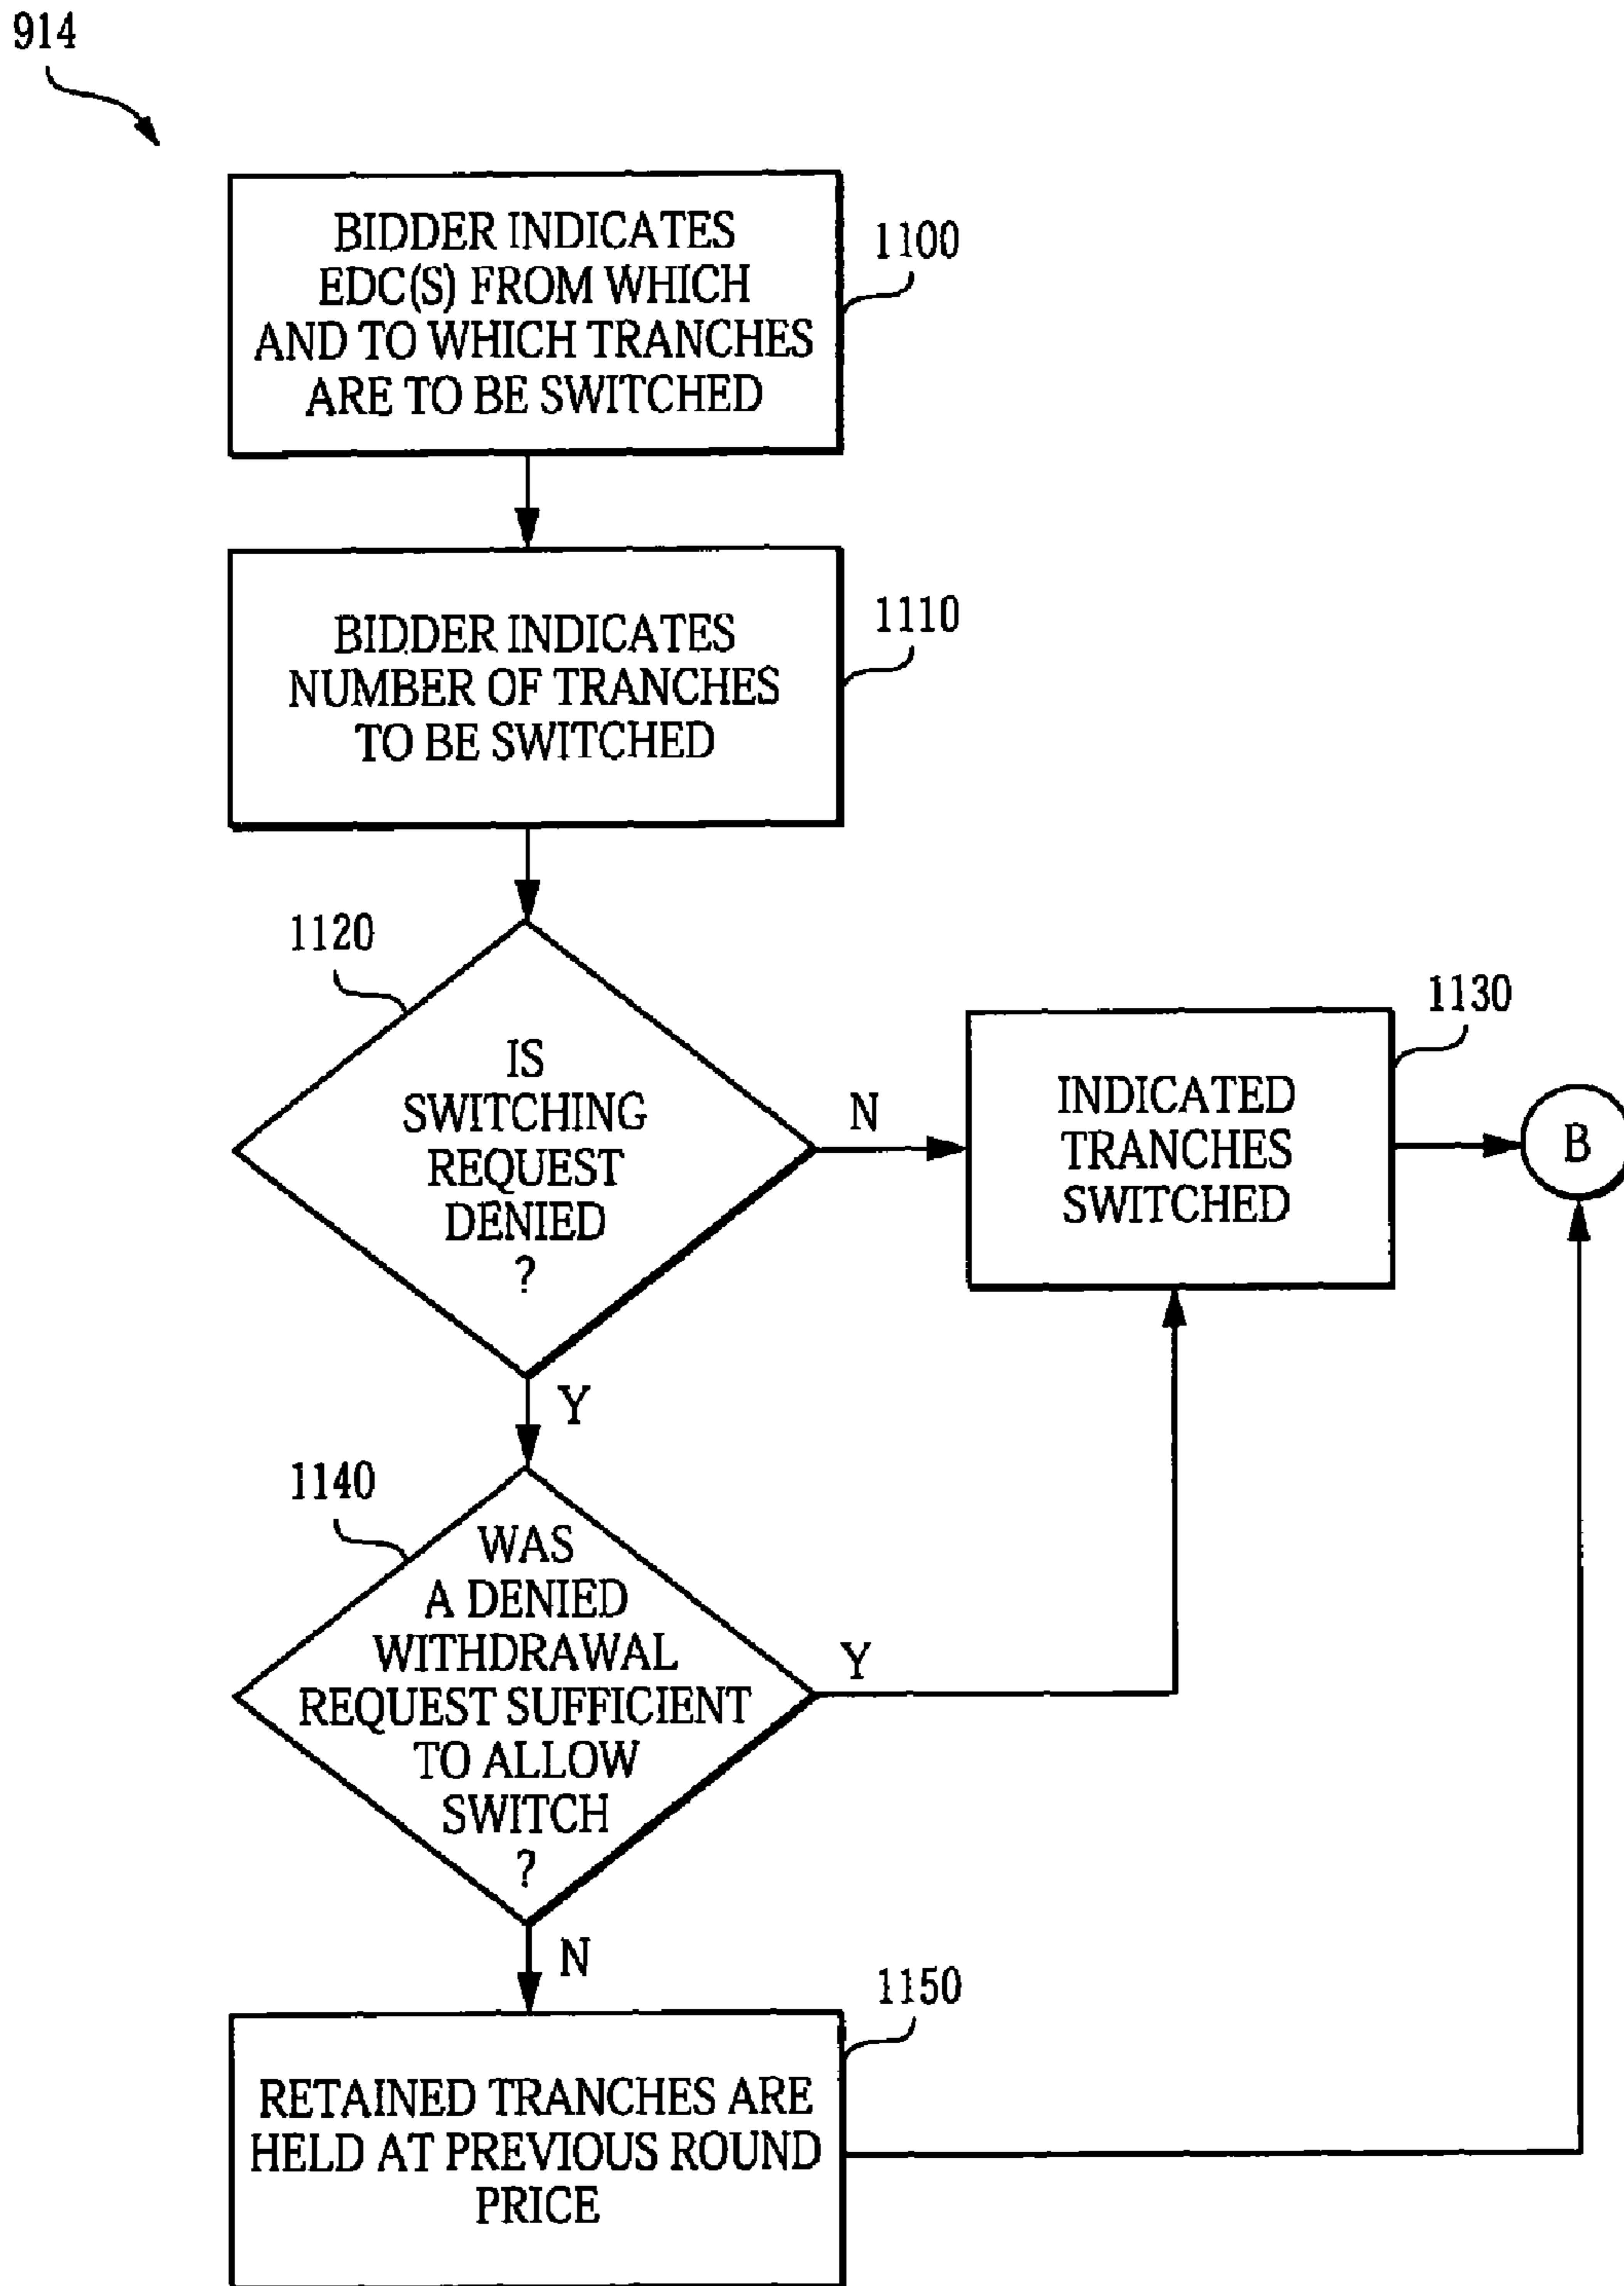 914
BIDDER INDICATES
EDC(S) FROM WHICH
AND TO WHICH TRANCHES
ARE TO BE SWITCHED
1100
BIDDER INDICATES
NUMBER OF TRANCHES
TO BE SWITCHED
1110
1120
IS
SWITCHING
REQUEST
DENIED
?
N
Y
INDICATED
TRANCHES
SWITCHED
1130
B
1140
WAS
A DENIED
WITHDRAWAL
REQUEST SUFFICIENT
TO ALLOW
SWITCH
?
Y
N
RETAINED TRANCHES ARE
HELD AT PREVIOUS ROUND
PRICE
1150